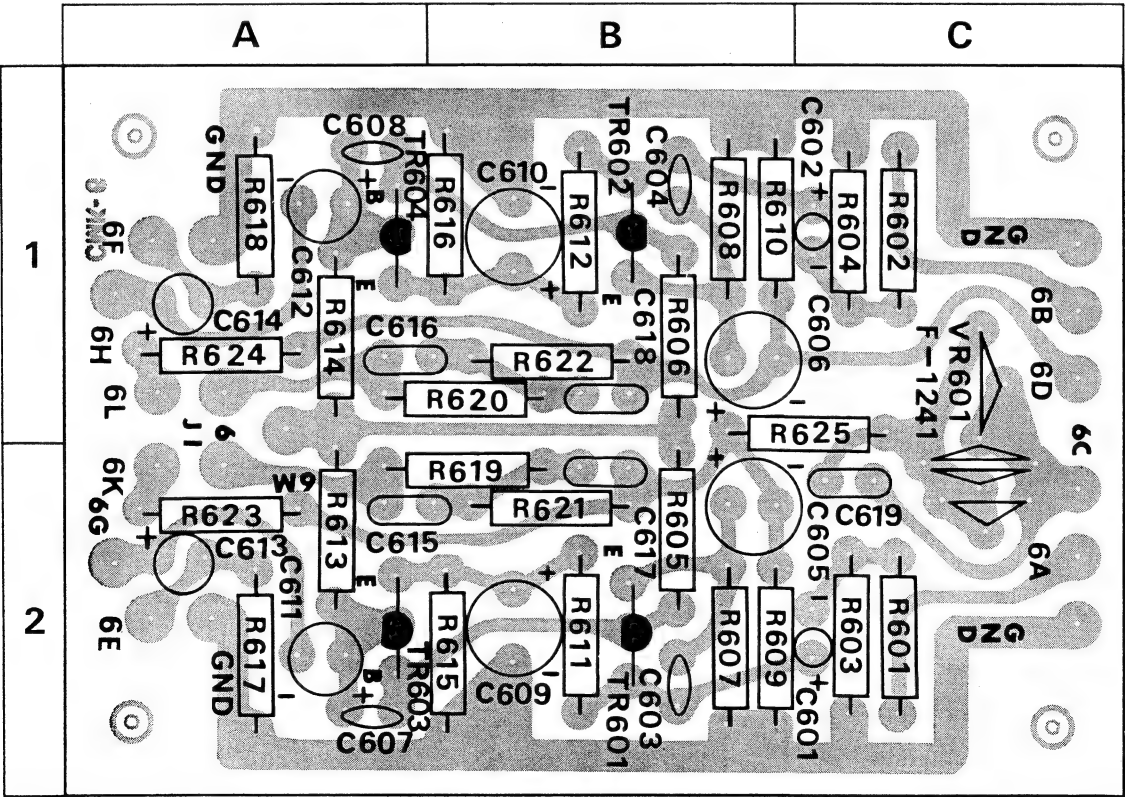 A B C
1
2
GND
C608
TR604
C610
TR602
C604
C602
+
R618
+
B
R616
R612
R608
R610
R604
R602
GND
6F
C612
E
E
C614
+
6H
R624
R614
C616
R622
C618
R606
C606
VR601
F-1241
6B
6D
6L
R620
+
-
R625
6C
6
JI
6K
6M
R619
+
-
6G
R623
R613
C615
R621
R605
C619
+
C613
C611
E
E
C617
C605
6A
6E
R617
R615
R611
R607
R609
R603
R601
GND
GND
B
+
TR603
C609
TR601
C603
+
C601
C607